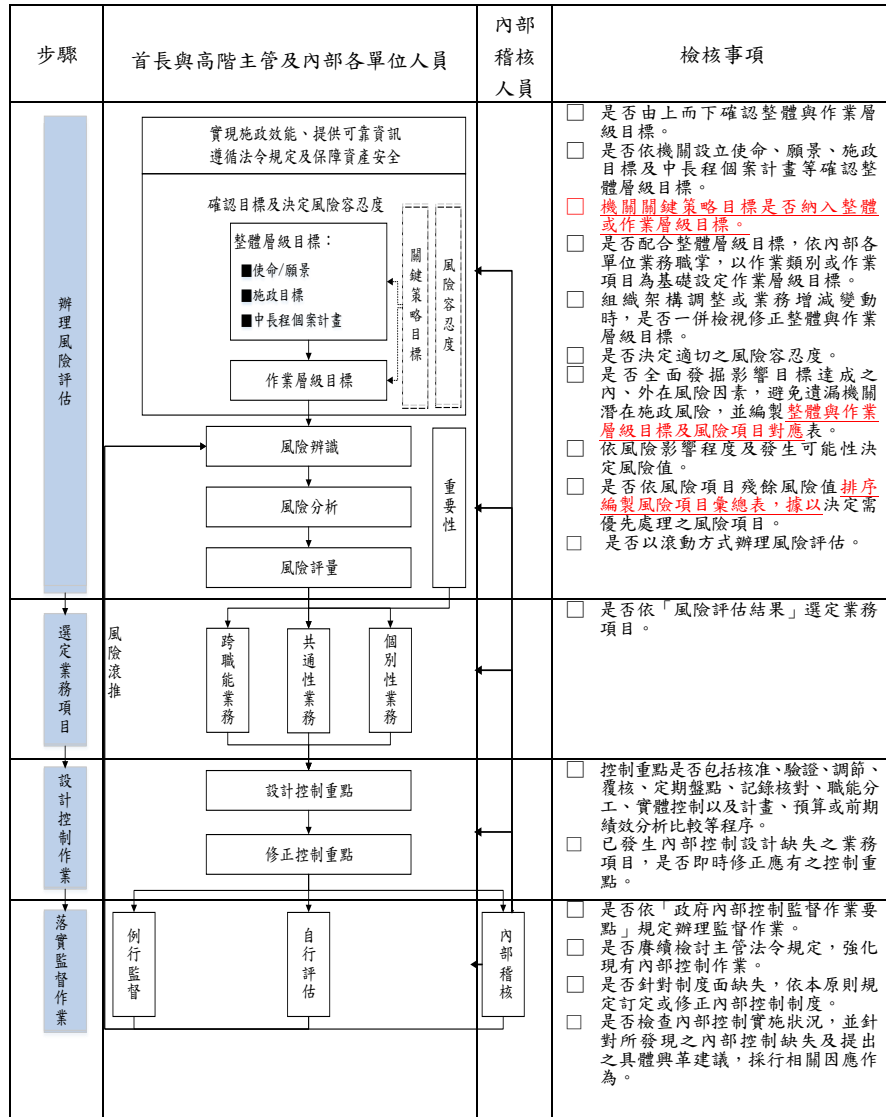 步驟
首長與高階主管及內部各單位人員
內部
稽核
人員
檢核事項
辦理風險評估
實現施政效能、提供可靠資訊
遵循法令規定及保障資產安全
確認目標及決定風險容忍度
整體層級目標：
■使命/願景
■施政目標
■中長程個案計畫
關鍵策略目標
風險容忍度
作業層級目標
風險辨識
風險分析
風險評量
重要性
□ 是否由上而下確認整體與作業層
級目標。
□ 是否依機關設立使命、願景、施政
目標及中長程個案計畫等確認整
體層級目標。
□ 機關關鍵策略目標是否納入整體
或作業層級目標。
□ 是否配合整體層級目標，依內部各
單位業務職掌，以作業類別或作業
項目為基礎設定作業層級目標。
□ 組織架構調整或業務增減變動
時，是否一併檢視修正整體與作業
層級目標。
□ 是否決定適切之風險容忍度。
□ 是否全面發掘影響目標達成之
內、外在風險因素，避免遺漏機關
潛在施政風險，並編製整體與作業
層級目標及風險項目對應表。
□ 依風險影響程度及發生可能性決
定風險值。
□ 是否依風險項目殘餘風險值排序
編製風險項目彙總表，據以決定需
優先處理之風險項目。
□ 是否以滾動方式辦理風險評估。
選定業務項目
風險滾推
跨職能業務
共通性業務
個別性業務
□ 是否依「風險評估結果」選定業務
項目。
設計控制作業
設計控制重點
修正控制重點
□ 控制重點是否包括核准、驗證、調節、
覆核、定期盤點、記錄核對、職能分
工、實體控制以及計畫、預算或前期
績效分析比較等程序。
□ 已發生內部控制設計缺失之業務
項目，是否即時修正應有之控制重
點。
落實監督作業
例行監督
自行評估
內部稽核
□ 是否依「政府內部控制監督作業要
點」規定辦理監督作業。
□ 是否賡續檢討主管法令規定，強化
現有內部控制作業。
□ 是否針對制度面缺失，依本原則規
定訂定或修正內部控制制度。
□ 是否檢查內部控制實施狀況，並針
對所發現之內部控制缺失及提出
之具體興革建議，採行相關因應作
為。